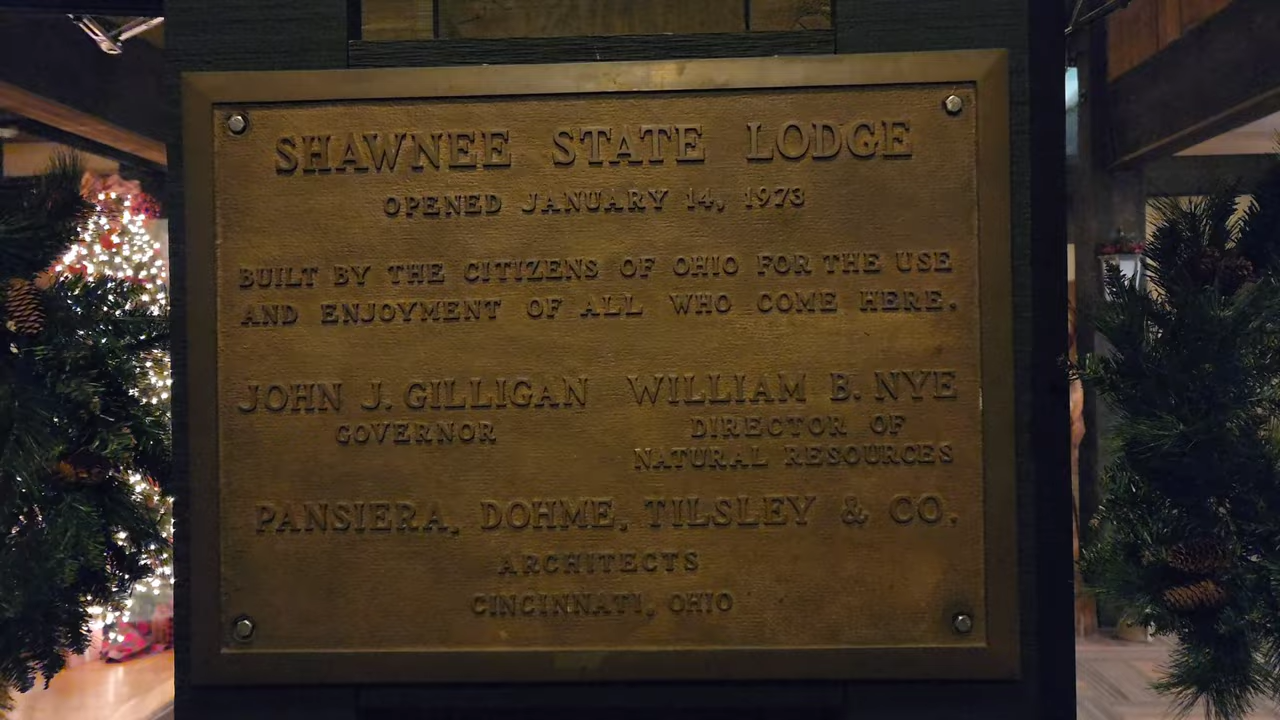 SHAWNEE STATE LODGE
OPENED JANUARY 14, 1973
BUILT BY THE CITIZENS OF OHIO FOR THE USE
AND ENJOYMENT OF ALL WHO COME HERE.
JOHN J. GILLIGAN WILLIAM B. NYE
GOVERNOR DIRECTOR OF
NATURAL RESOURCES
PANSIERA, DOHME, TILSLEY & CO.
ARCHITECTS
CINCINNATI, OHIO